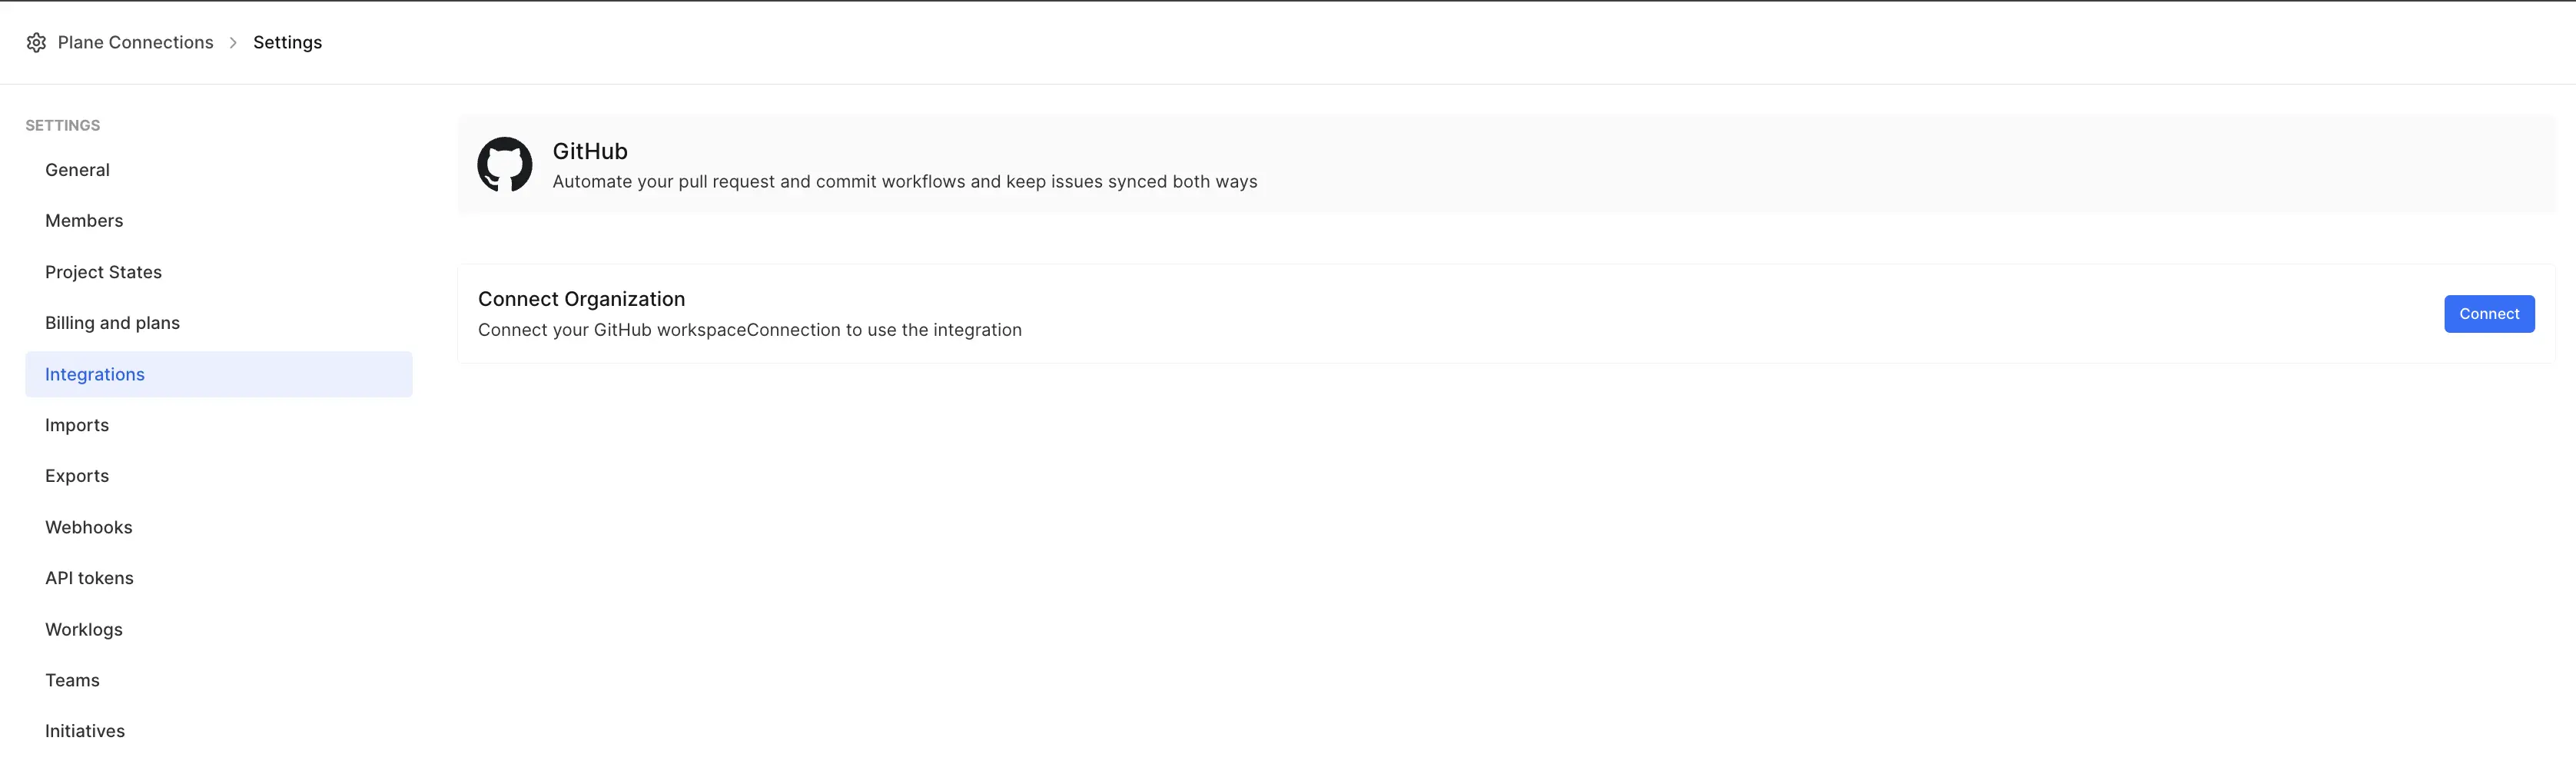 Plane Connections > Settings
SETTINGS
General
Members
Project States
Billing and plans
Integrations
Imports
Exports
Webhooks
API tokens
Worklogs
Teams
Initiatives
GitHub
Automate your pull request and commit workflows and keep issues synced both ways
Connect Organization
Connect your GitHub workspaceConnection to use the integration
Connect